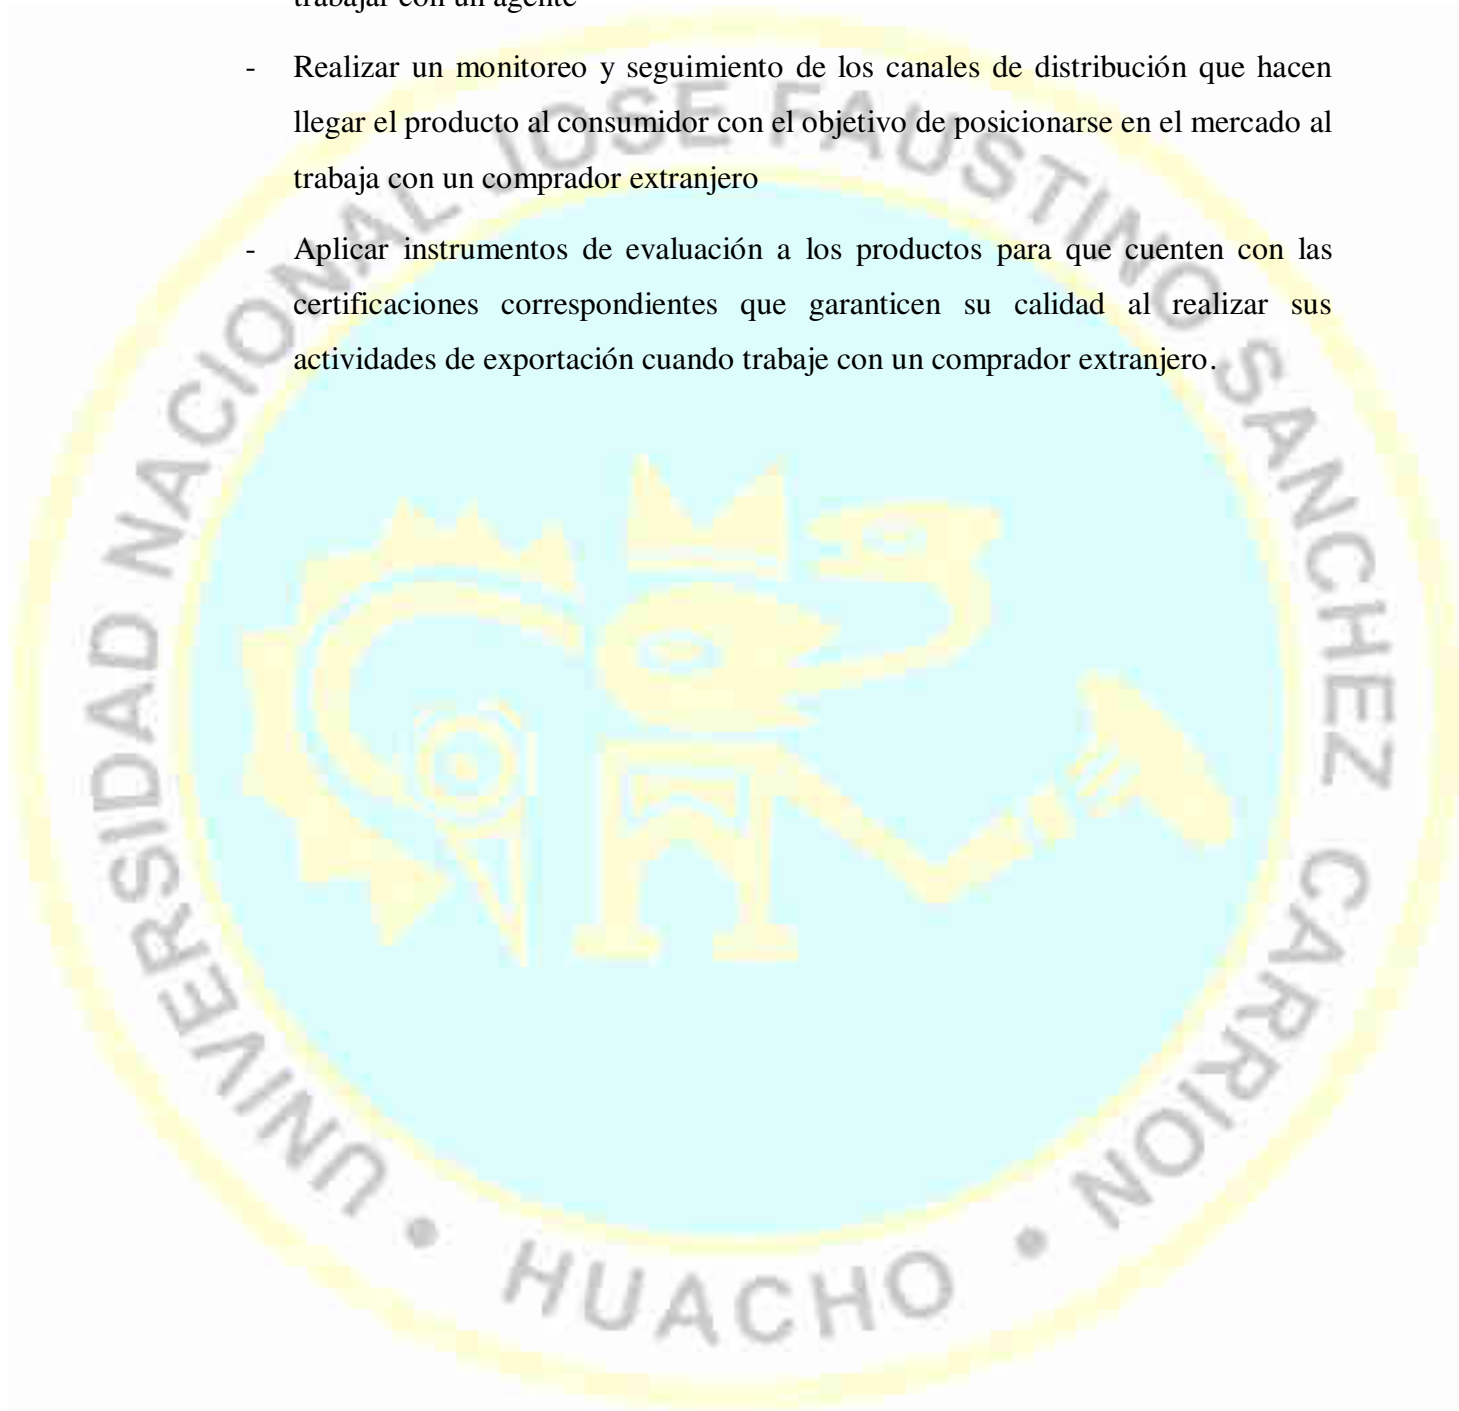 trabajar con un agente
- Realizar un monitoreo y seguimiento de los canales de distribución que hacen
llegar el producto al consumidor con el objetivo de posicionarse en el mercado al
trabaja con un comprador extranjero
- Aplicar instrumentos de evaluación a los productos para que cuenten con las
certificaciones correspondientes que garanticen su calidad al realizar sus
actividades de exportación cuando trabaje con un comprador extranjero.
UNIVERSIDAD NACIONAL JOSE FAUSTINO SANCHEZ CARRION
• HUACHO •